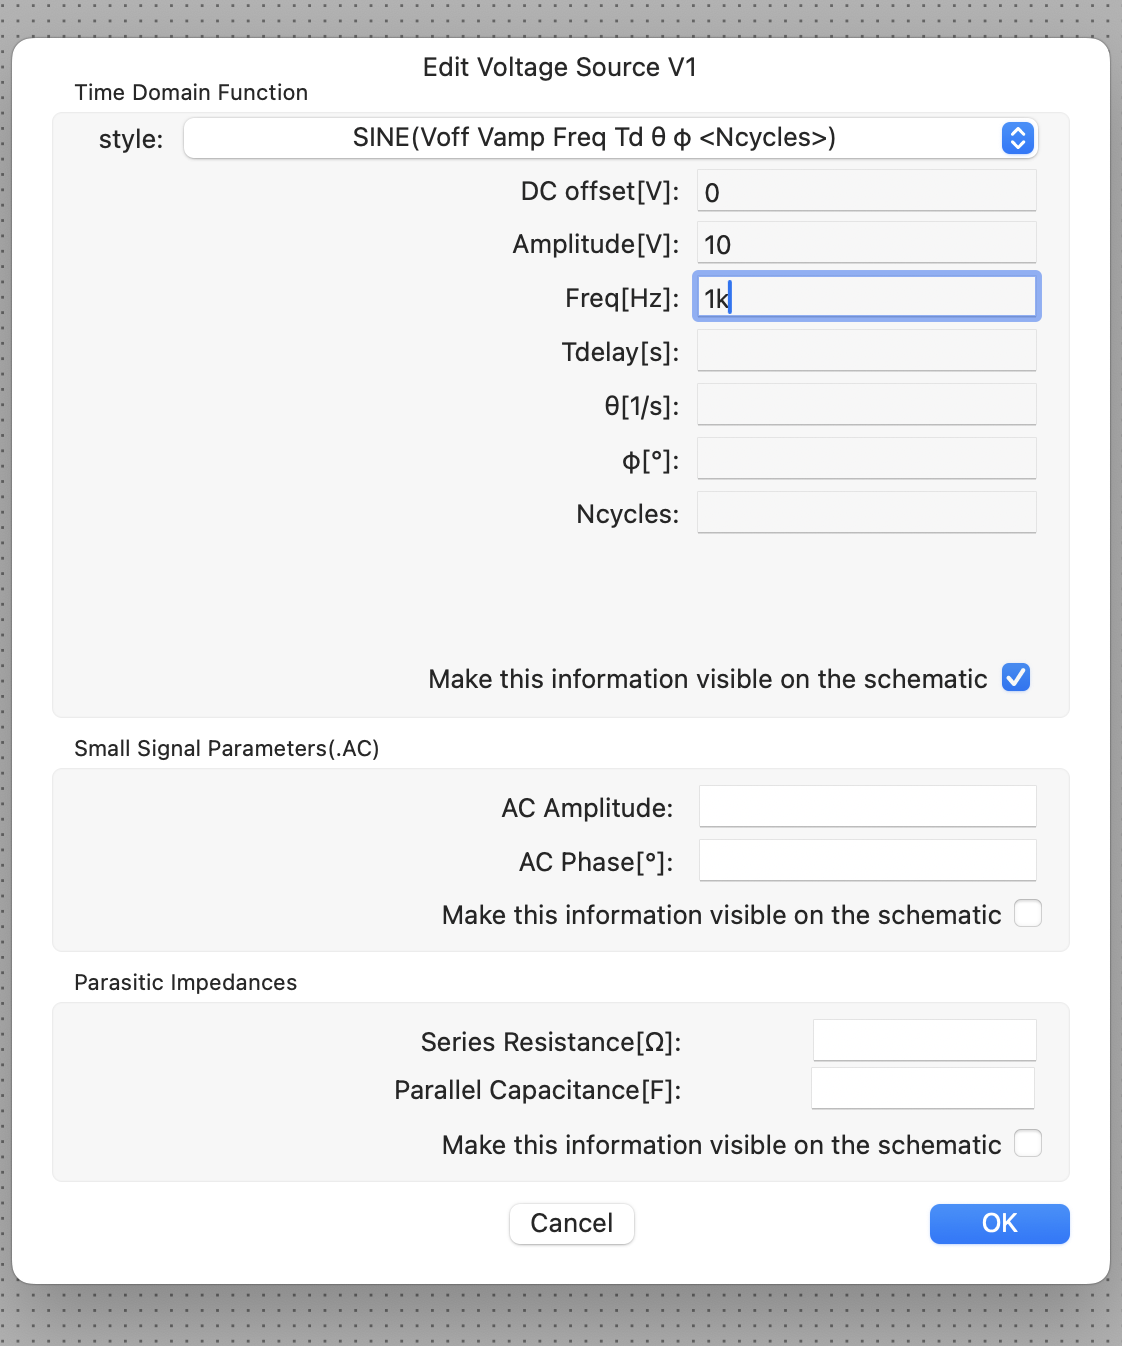 Edit Voltage Source V1
Time Domain Function
style: SINE(Voff Vamp Freq Td θ φ <Ncycles>)
DC offset[V]: 0
Amplitude[V]: 10
Freq[Hz]: 1k
Tdelay[s]:
θ[1/s]:
φ[°]:
Ncycles:
Make this information visible on the schematic
Small Signal Parameters(.AC)
AC Amplitude:
AC Phase[°]:
Make this information visible on the schematic
Parasitic Impedances
Series Resistance[Ω]:
Parallel Capacitance[F]:
Make this information visible on the schematic
Cancel OK